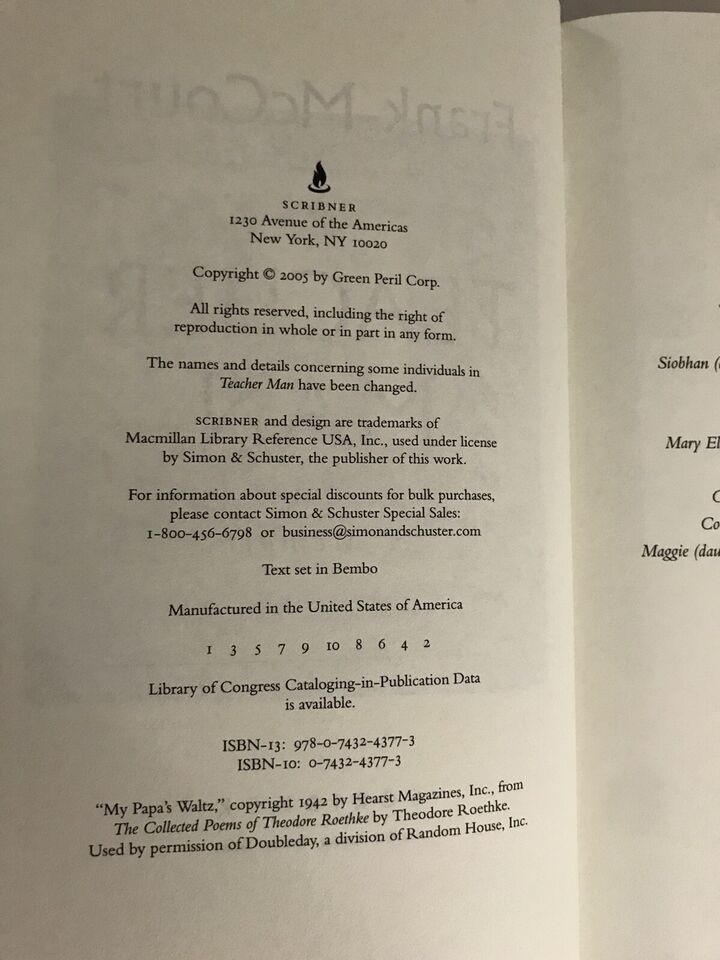 SCRIBNER
1230 Avenue of the Americas
New York, NY 10020
Copyright © 2005 by Green Peril Corp.
All rights reserved, including the right of
reproduction in whole or in part in any form.
The names and details concerning some individuals in
Teacher Man have been changed.
SCRIBNER and design are trademarks of
Macmillan Library Reference USA, Inc., used under license
by Simon & Schuster, the publisher of this work.
For information about special discounts for bulk purchases,
please contact Simon & Schuster Special Sales:
1-800-456-6798 or business@simonandschuster.com
Text set in Bembo
Manufactured in the United States of America
1 3 5 7 9 10 8 6 4 2
Library of Congress Cataloging-in-Publication Data
is available.
ISBN-13: 978-0-7432-4377-3
ISBN-10: 0-7432-4377-3
"My Papa's Waltz," copyright 1942 by Hearst Magazines, Inc., from
The Collected Poems of Theodore Roethke by Theodore Roethke.
Used by permission of Doubleday, a division of Random House, Inc.
Frank McCourt
Siobhan (
Mary El
C
Co
Maggie (dau